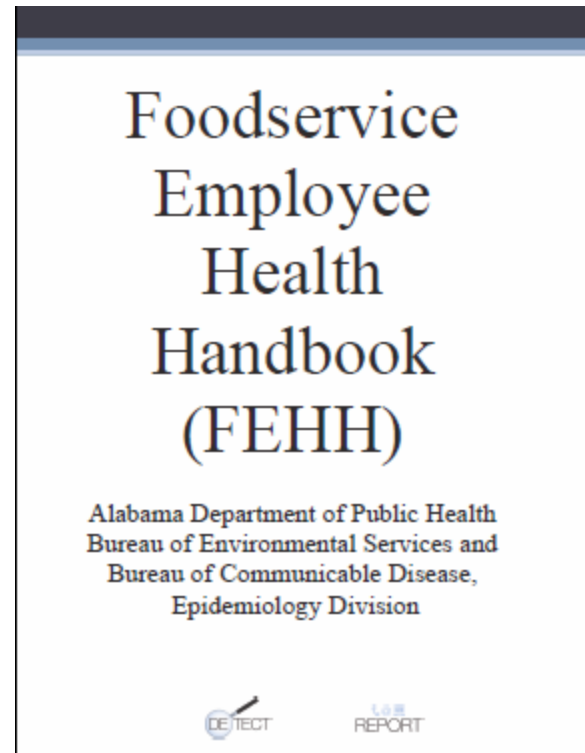 Foodservice
Employee
Health
Handbook
(FEHH)
Alabama Department of Public Health
Bureau of Environmental Services and
Bureau of Communicable Disease,
Epidemiology Division
DETECT
REPORT